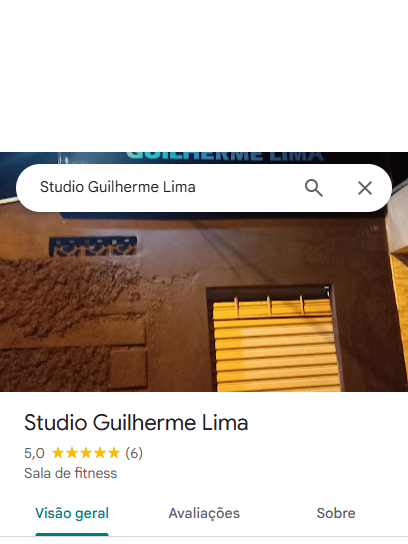 GUILHERME LIMA
Studio Guilherme Lima
Studio Guilherme Lima
5,0 ★★★★★ (6)
Sala de fitness
Visão geral Avaliações Sobre